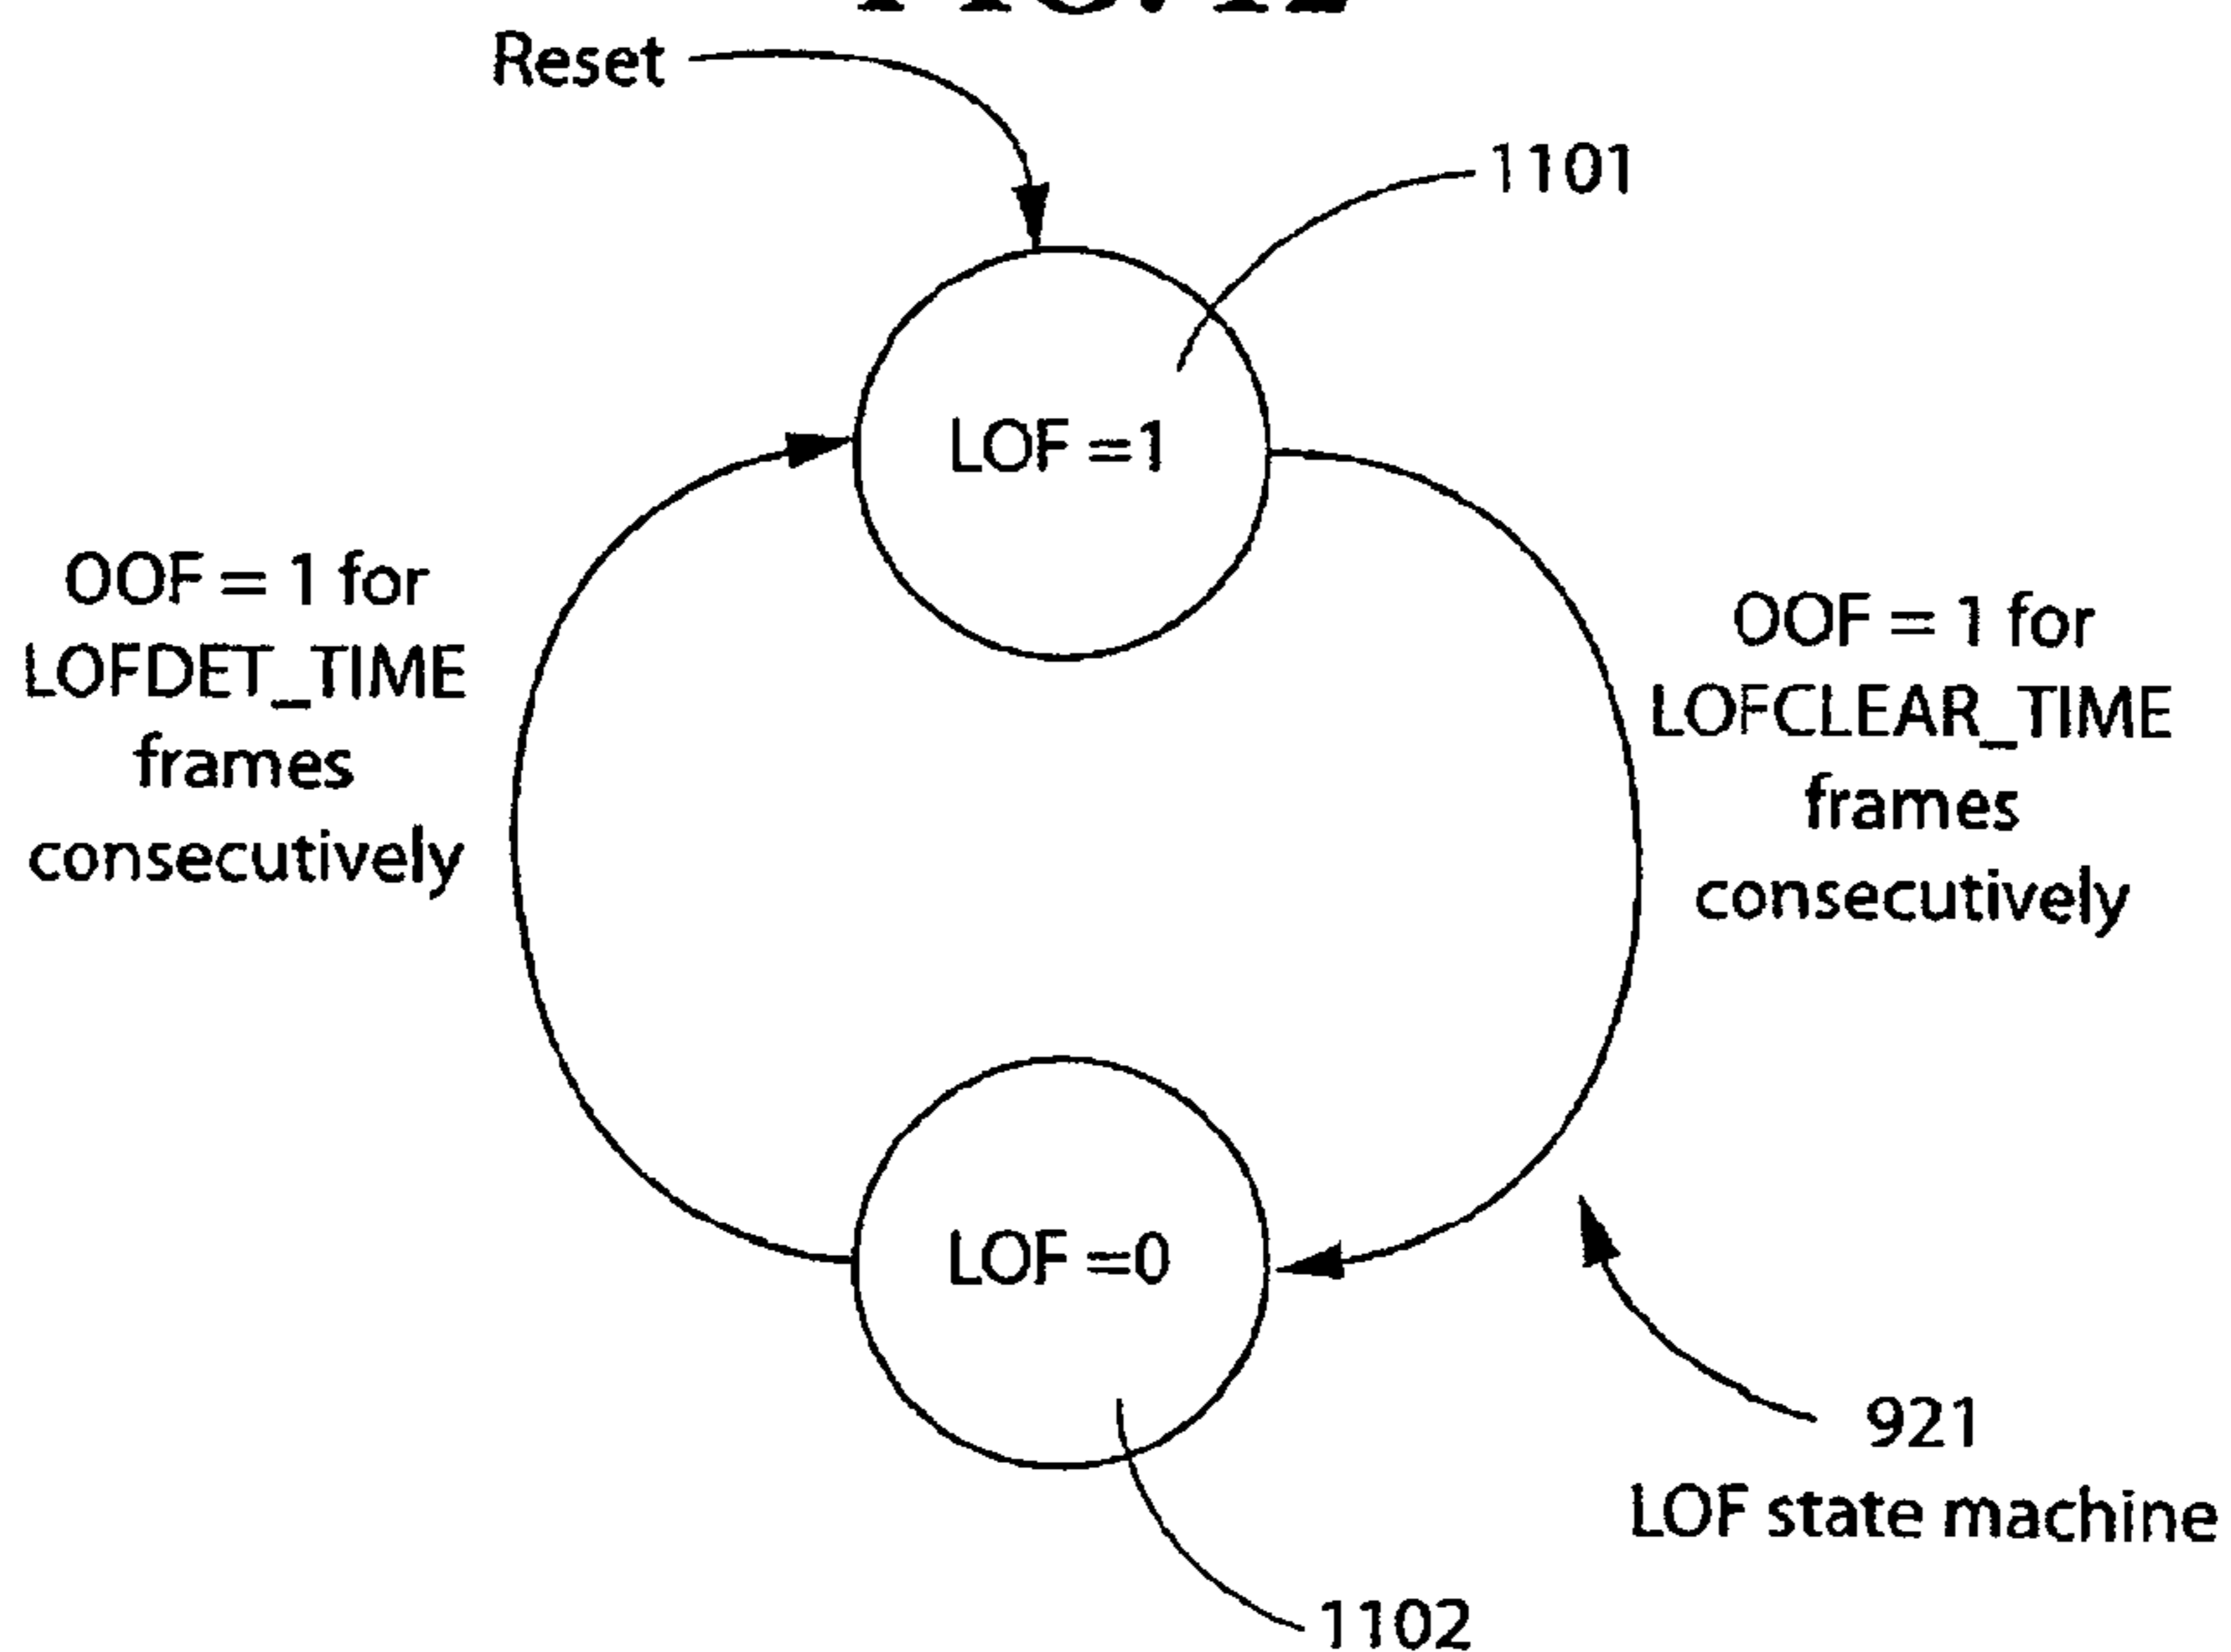 Reset
1101
LOF =1
OOF = 1 for
LOFDET_TIME
frames
consecutively
OOF = 1 for
LOFCLEAR_TIME
frames
consecutively
LOF =0
921
LOF state machine
1102